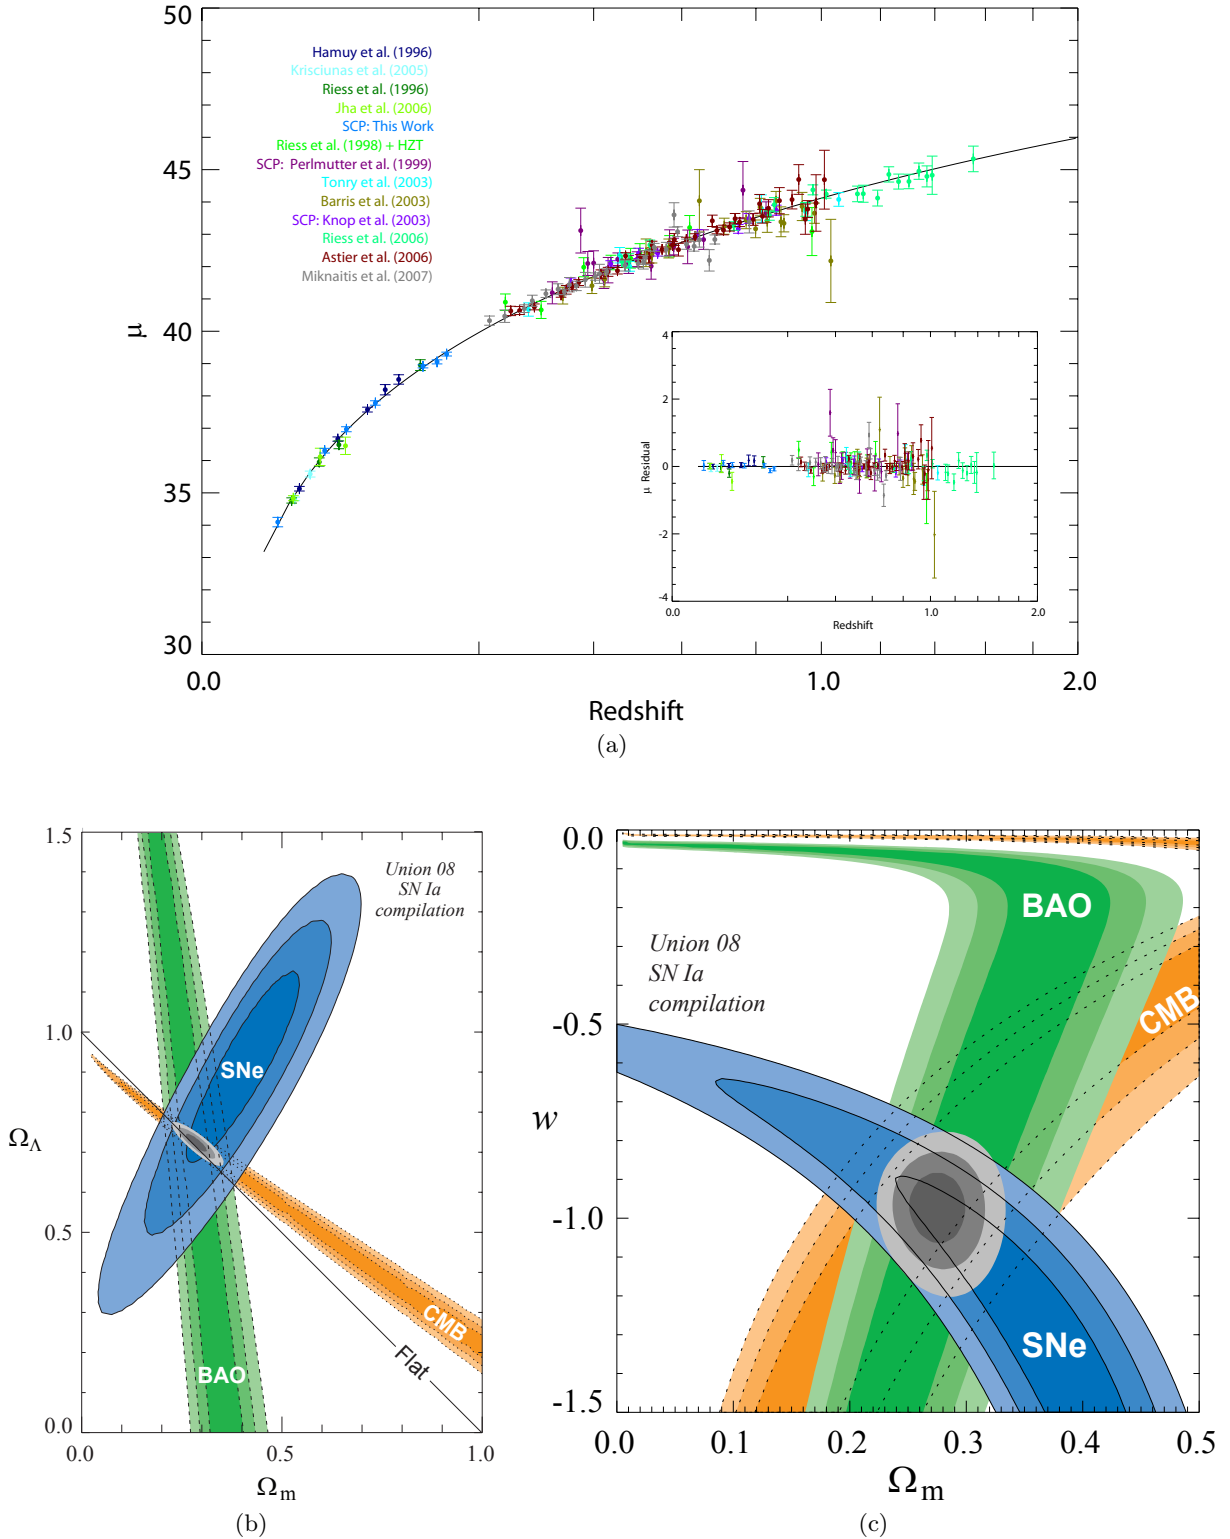 50
45
40
35
30
μ
Hamuy et al. (1996)
Krisciunas et al. (2005)
Riess et al. (1996)
Jha et al. (2006)
SCP: This Work
Riess et al. (1998) + HZT
SCP: Perlmutter et al. (1999)
Tonry et al. (2003)
Barris et al. (2003)
SCP: Knop et al. (2003)
Riess et al. (2006)
Astier et al. (2006)
Miknaitis et al. (2007)
4
2
0
-2
-4
μ Residual
0.0 1.0 2.0
Redshift
0.0 1.0 2.0
Redshift
(a)
1.5
1.0
0.5
0.0
Ω_Λ
Union 08
SN Ia
compilation
SNe
CMB
BAO
Flat
0.0 0.5 1.0
Ω_m
(b)
0.0
-0.5
-1.0
-1.5
w
BAO
Union 08
SN Ia
compilation
CMB
SNe
0.0 0.1 0.2 0.3 0.4 0.5
Ω_m
(c)